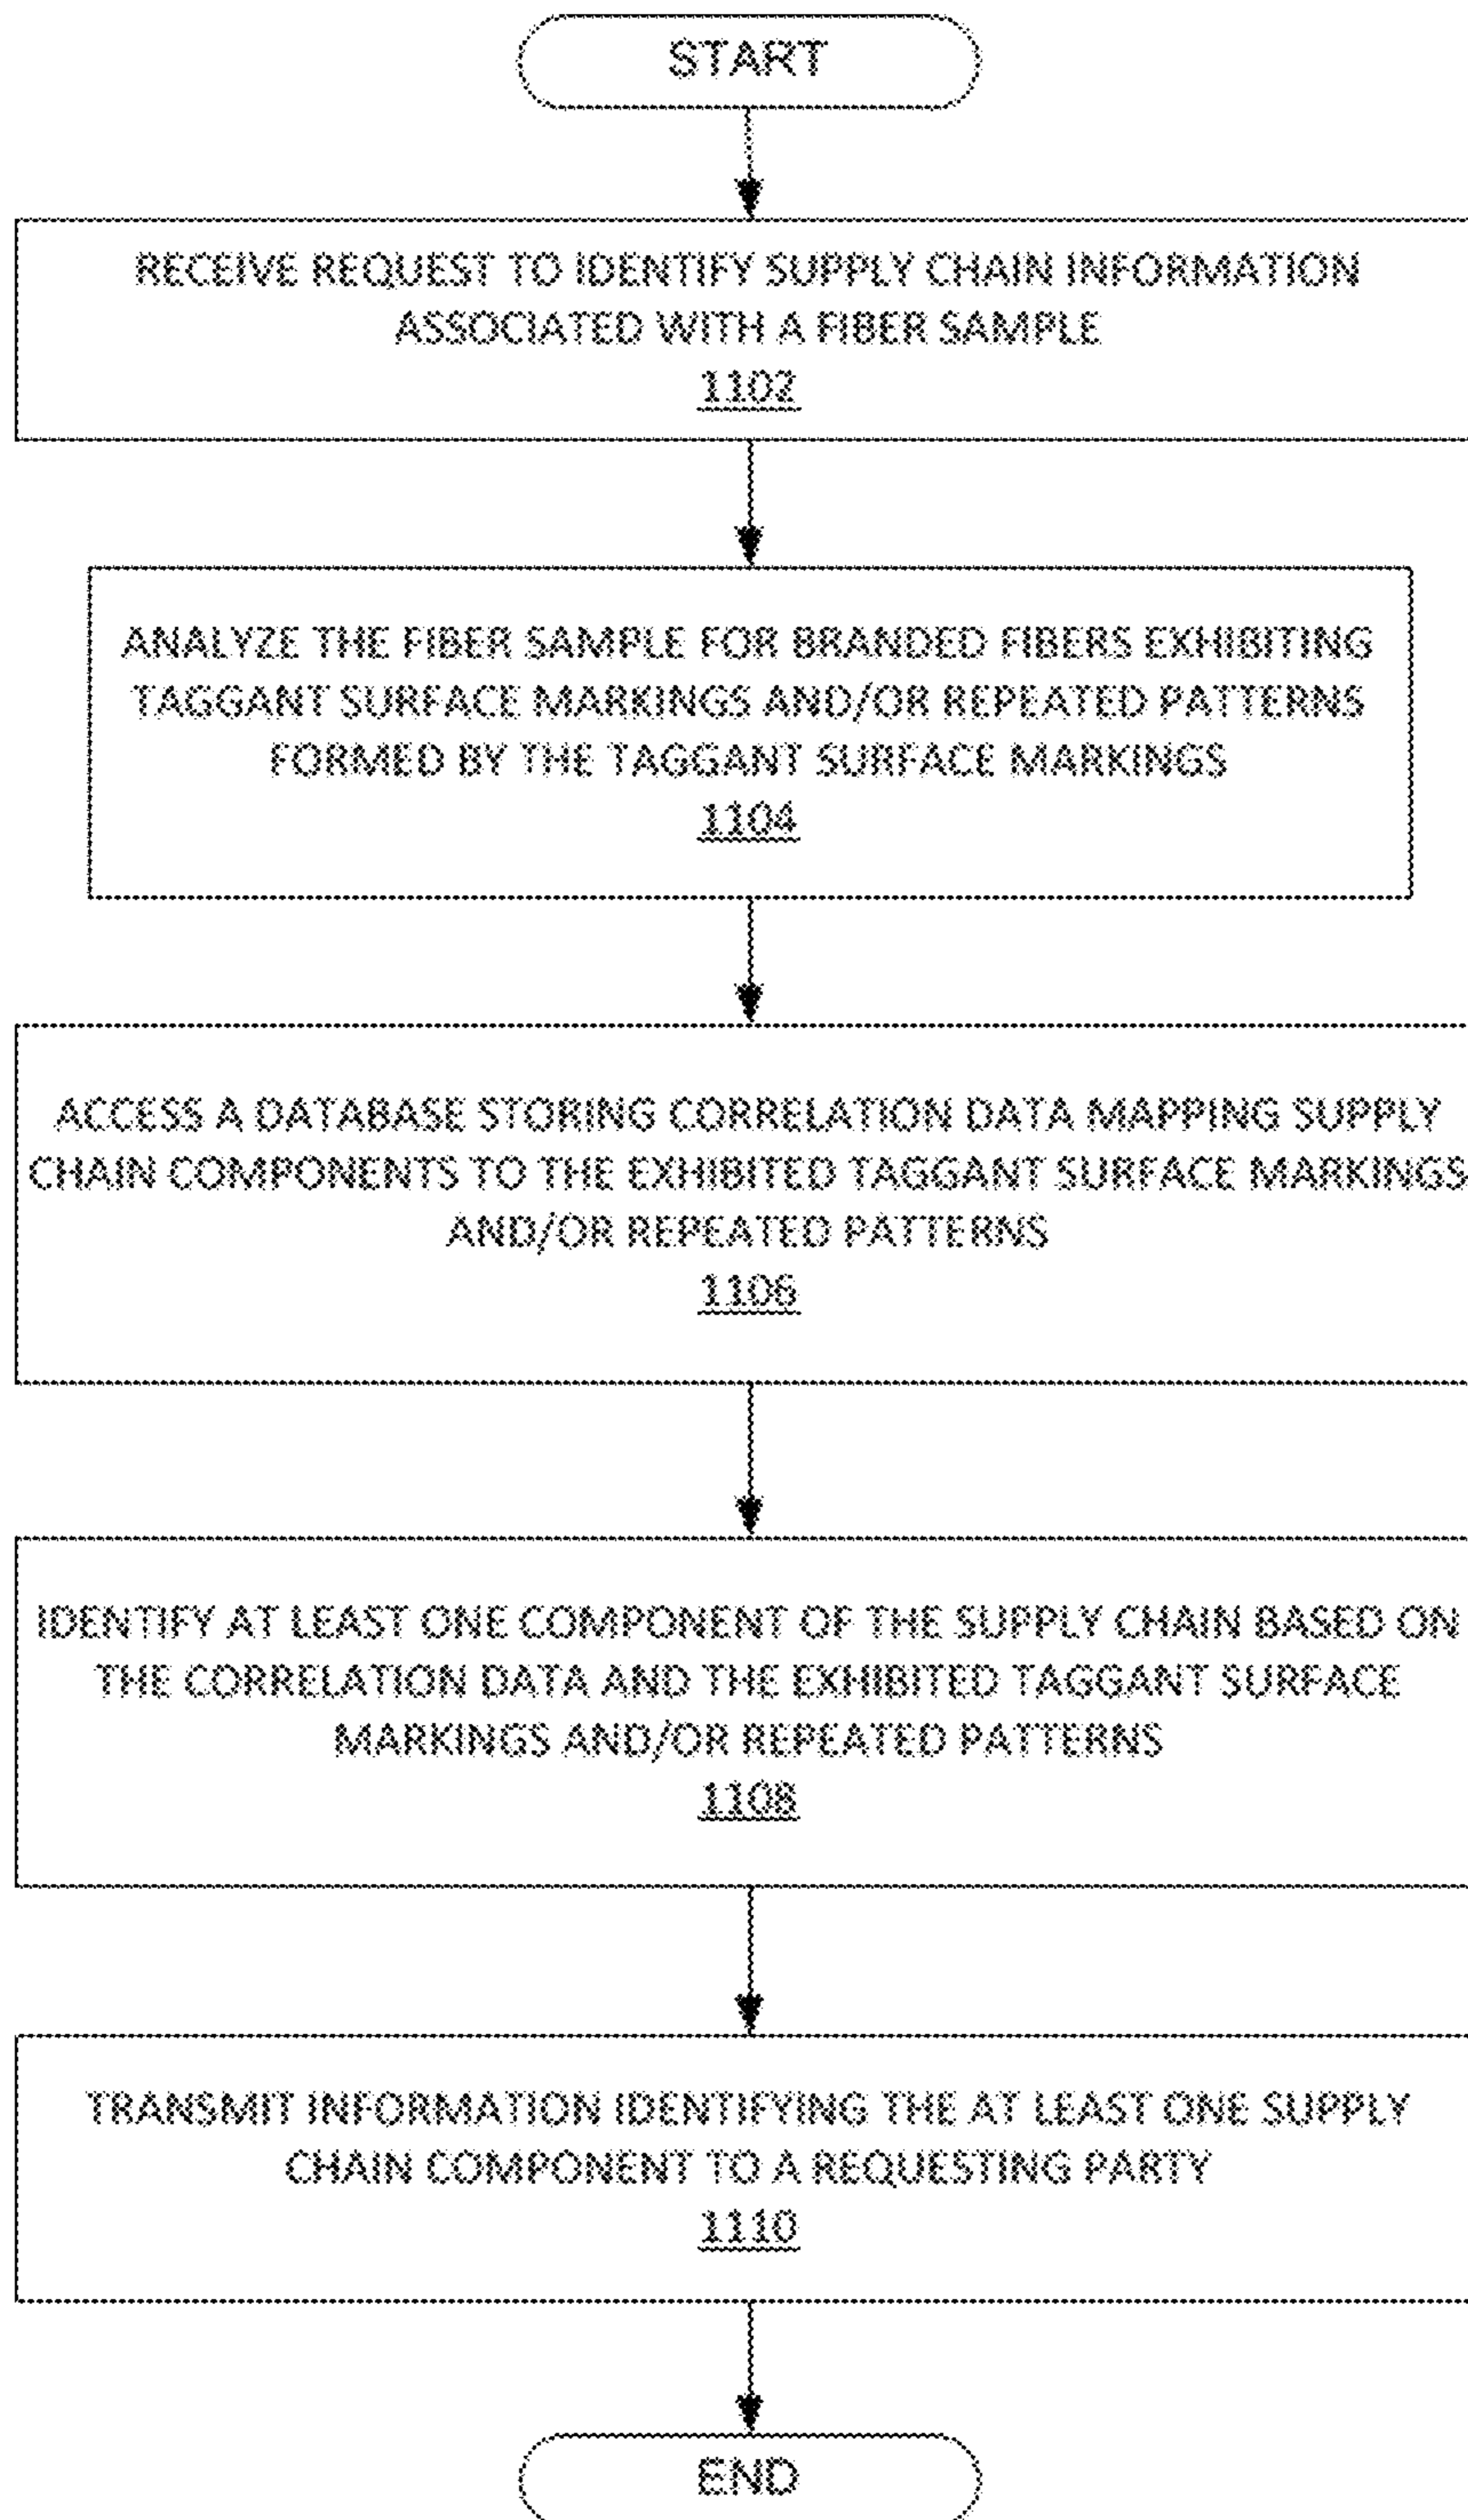 START
RECEIVE REQUEST TO IDENTIFY SUPPLY CHAIN INFORMATION
ASSOCIATED WITH A FIBER SAMPLE
1102
ANALYZE THE FIBER SAMPLE FOR BRANDED FIBERS EXHIBITING
TAGGANT SURFACE MARKINGS AND/OR REPEATED PATTERNS
FORMED BY THE TAGGANT SURFACE MARKINGS
1104
ACCESS A DATABASE STORING CORRELATION DATA MAPPING SUPPLY
CHAIN COMPONENTS TO THE EXHIBITED TAGGANT SURFACE MARKINGS
AND/OR REPEATED PATTERNS
1106
IDENTIFY AT LEAST ONE COMPONENT OF THE SUPPLY CHAIN BASED ON
THE CORRELATION DATA AND THE EXHIBITED TAGGANT SURFACE
MARKINGS AND/OR REPEATED PATTERNS
1108
TRANSMIT INFORMATION IDENTIFYING THE AT LEAST ONE SUPPLY
CHAIN COMPONENT TO A REQUESTING PARTY
1110
END